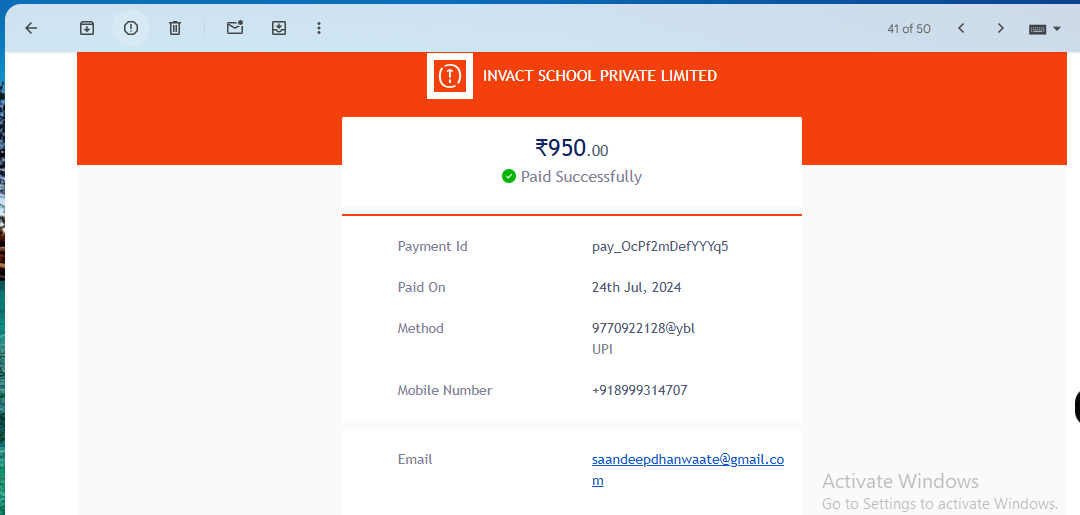 41 of 50
INVACT SCHOOL PRIVATE LIMITED
₹950.00
Paid Successfully
Payment Id pay_OcPf2mDefYYYq5
Paid On 24th Jul, 2024
Method 9770922128@ybl
UPI
Mobile Number +918999314707
Email saandeepdhanwaate@gmail.co
m
Activate Windows
Go to Settings to activate Windows.